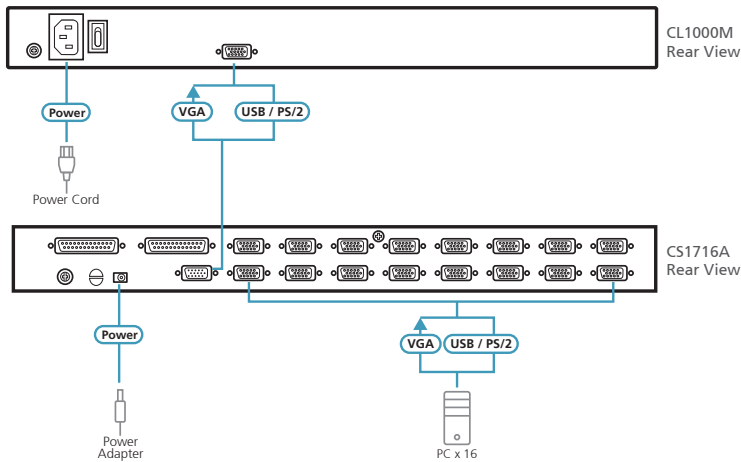 CL1000M
Rear View
VGA
USB / PS/2
Power
Power Cord
CS1716A
Rear View
Power
VGA
USB / PS/2
Power
Adapter
PC x 16